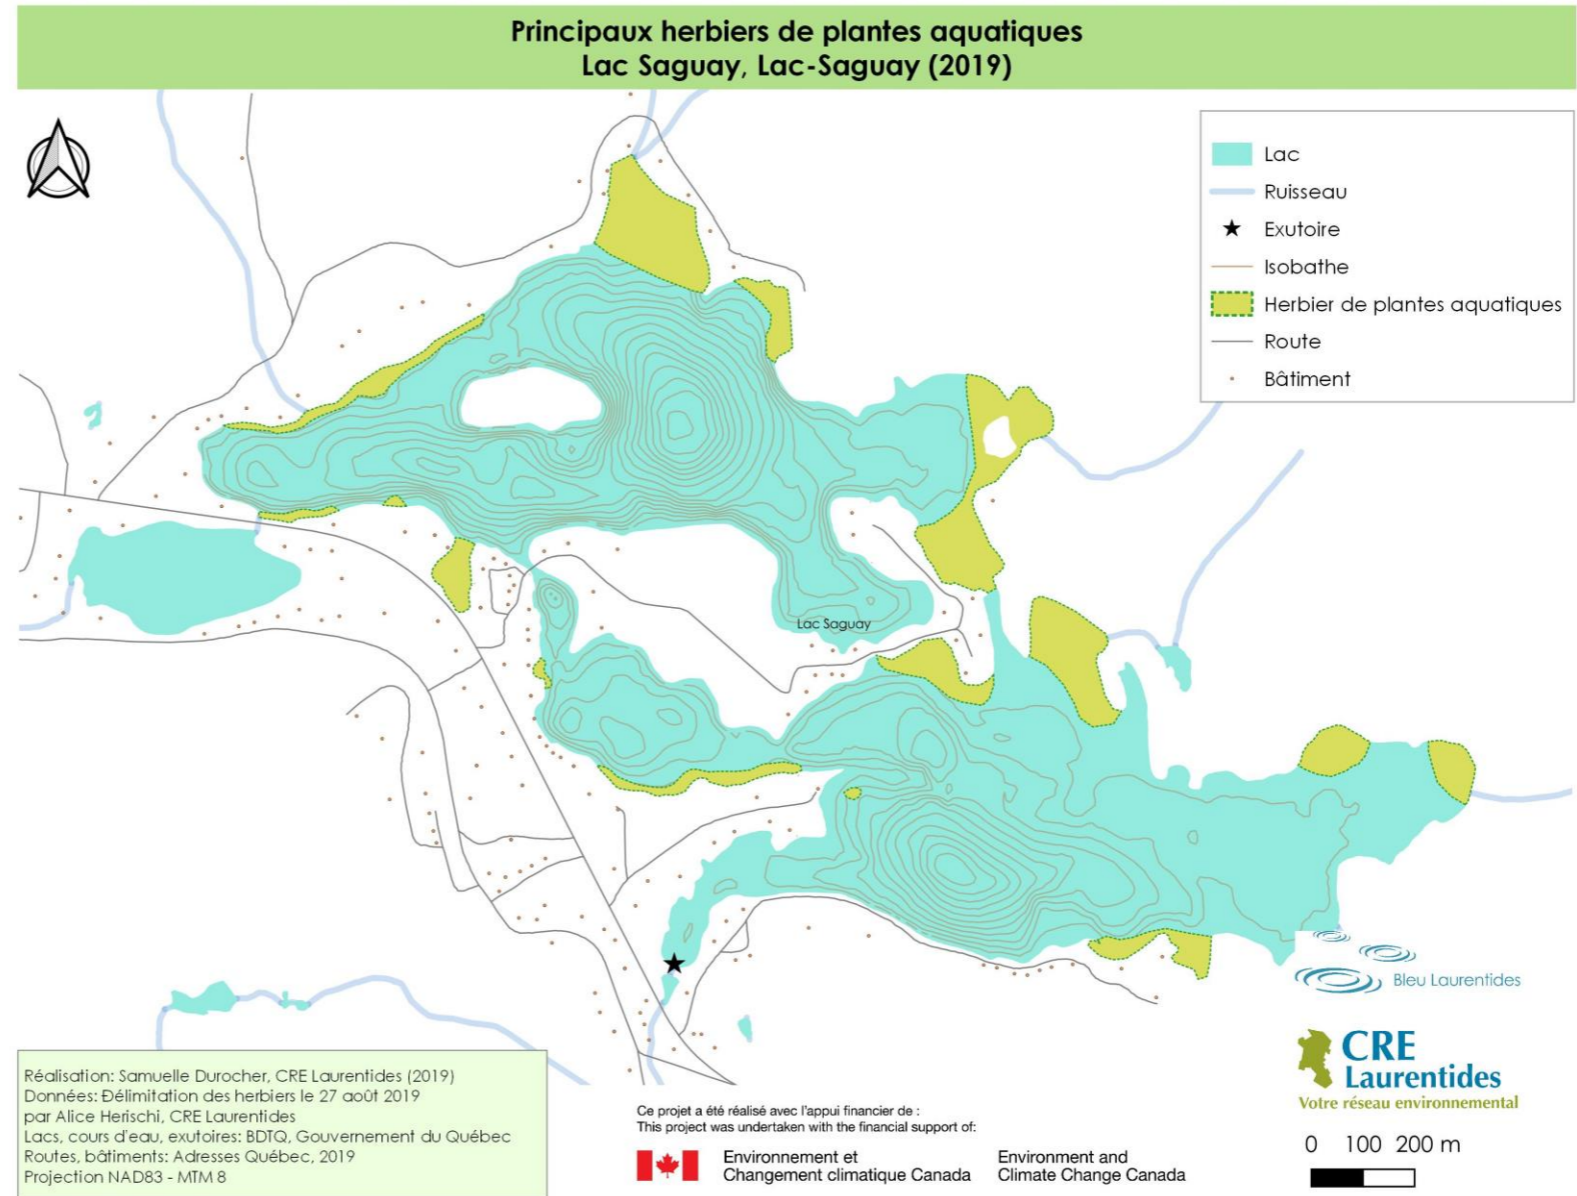 Principaux herbiers de plantes aquatiques
Lac Saguay, Lac-Saguay (2019)
Lac
Ruisseau
Exutoire
Isobathe
Herbier de plantes aquatiques
Route
Bâtiment
Lac Saguay
Bleu Laurentides
CRE
Laurentides
Votre réseau environnemental
0 100 200 m
Réalisation: Samuelle Durocher, CRE Laurentides (2019)
Données: Délimitation des herbiers le 27 août 2019
par Alice Herischi, CRE Laurentides
Lacs, cours d'eau, exutoires: BDTQ, Gouvernement du Québec
Routes, bâtiments: Adresses Québec, 2019
Projection NAD83 - MTM 8
Ce projet a été réalisé avec l'appui financier de :
This project was undertaken with the financial support of:
Environnement et
Changement climatique Canada
Environment and
Climate Change Canada